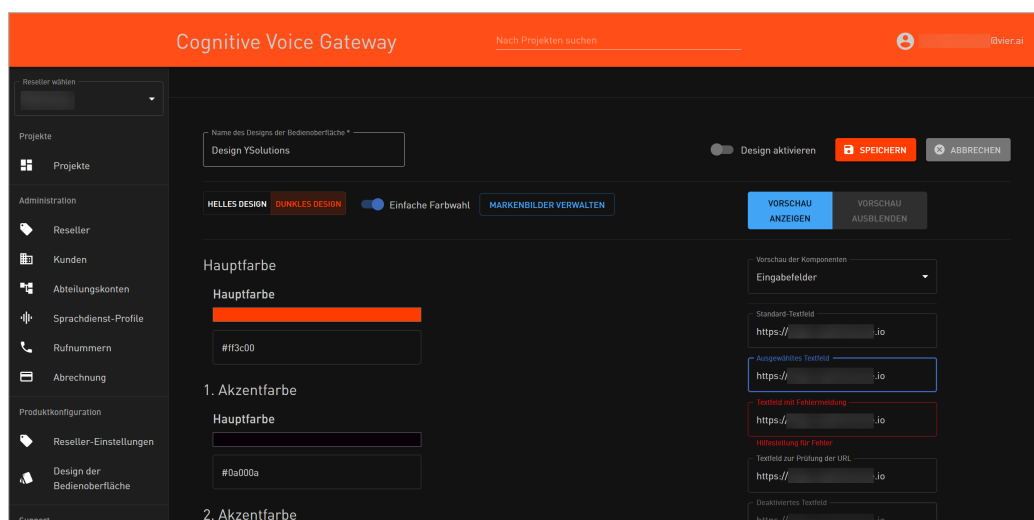 Cognitive Voice Gateway
Nach Projekten suchen
@vier.ai
Reseller wählen
Projekte
Projekte
Administration
Reseller
Kunden
Abteilungskonten
Sprachdienst-Profile
Rufnummern
Abrechnung
Produktkonfiguration
Reseller-Einstellungen
Design der
Bedienoberfläche
Support
Name des Designs der Bedienoberfläche *
Design YSolutions
Design aktivieren
SPEICHERN
ABBRECHEN
HELLES DESIGN
DUNKLES DESIGN
Einfache Farbwahl
MARKENBILDER VERWALTEN
VORSCHAU
ANZEIGEN
VORSCHAU
AUSBLENDEN
Hauptfarbe
Hauptfarbe
#ff3c00
1. Akzentfarbe
Hauptfarbe
#0a000a
2. Akzentfarbe
Vorschau der Komponenten
Eingabefelder
Standard-Textfeld
https:// .io
Ausgewähltes Textfeld
https:// .io
Textfeld mit Fehlermeldung
https:// .io
Hilfestellung für Fehler
Textfeld zur Prüfung der URL
https:// .io
Deaktiviertes Textfeld
https:// .io